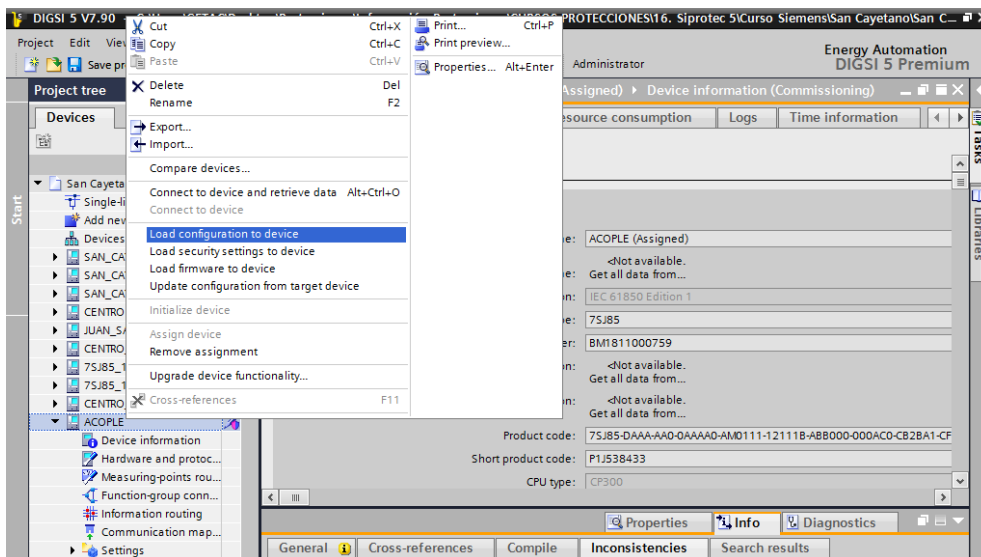 DIGSI 5 V7.90
PROTECCIONES\16. Siprotec 5\Curso Siemens\San Cayetano\San C...
Project Edit
Energy Automation
DIGSI 5 Premium
Save pr
Administrator
Cut Ctrl+X
Copy Ctrl+C
Paste Ctrl+V
Delete Del
Rename F2
Export...
Import...
Compare devices...
Connect to device and retrieve data Alt+Ctrl+O
Connect to device
Load configuration to device
Load security settings to device
Load firmware to device
Update configuration from target device
Initialize device
Assign device
Remove assignment
Upgrade device functionality...
Cross-references F11
Print... Ctrl+P
Print preview...
Properties... Alt+Enter
Project tree
Assigned) Device information (Commissioning)
Devices
esource consumption Logs Time information
Start
Tasks
Libraries
San Cayeta
Single-li
Add new
Devices
SAN_CA
SAN_CA
SAN_CA
CENTRO
JUAN_SA
CENTRO
7SJ85_1
7SJ85_1
CENTRO
ACOPLE
Device information
Hardware and protoc...
Measuring-points rou...
Function-group conn...
Information routing
Communication map...
Settings
e: ACOPLE (Assigned)
<Not available.
e: Get all data from...
on: IEC 61850 Edition 1
e: 7SJ85
er: BM1811000759
on: <Not available.
Get all data from...
on: <Not available.
Get all data from...
Product code: 7SJ85-DAAA-AA0-0AAAA0-AM0111-12111B-ABB000-000AC0-CB2BA1-CF
Short product code: P1J538433
CPU type: CP300
Properties Info Diagnostics
General Cross-references Compile Inconsistencies Search results